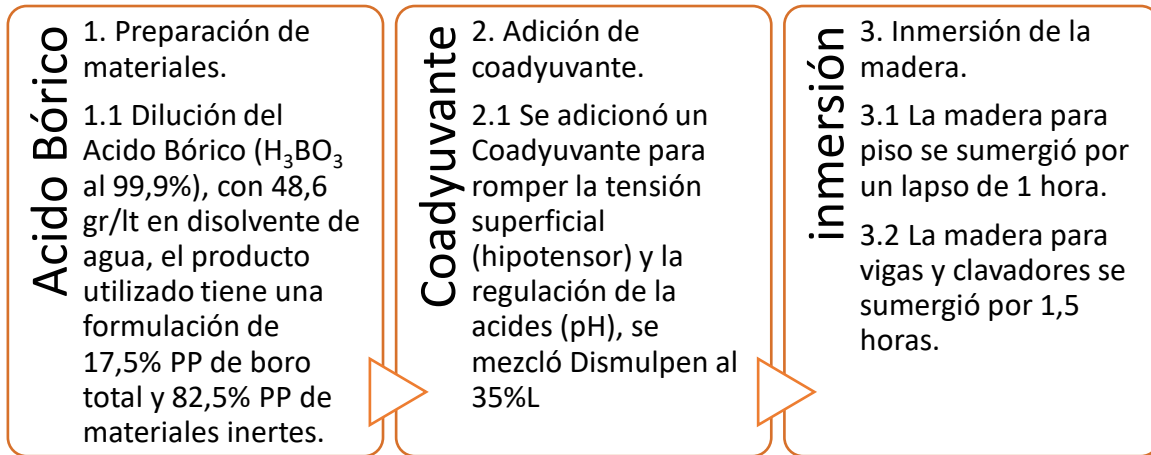 Acido Bórico
1. Preparación de
materiales.
1.1 Dilución del
Acido Bórico (H₃BO₃
al 99,9%), con 48,6
gr/lt en disolvente de
agua, el producto
utilizado tiene una
formulación de
17,5% PP de boro
total y 82,5% PP de
materiales inertes.
Coadyuvante
2. Adición de
coadyuvante.
2.1 Se adicionó un
Coadyuvante para
romper la tensión
superficial
(hipotensor) y la
regulación de la
acides (pH), se
mezcló Dismulpen al
35%L
inmersión
3. Inmersión de la
madera.
3.1 La madera para
piso se sumergió por
un lapso de 1 hora.
3.2 La madera para
vigas y clavadores se
sumergió por 1,5
horas.